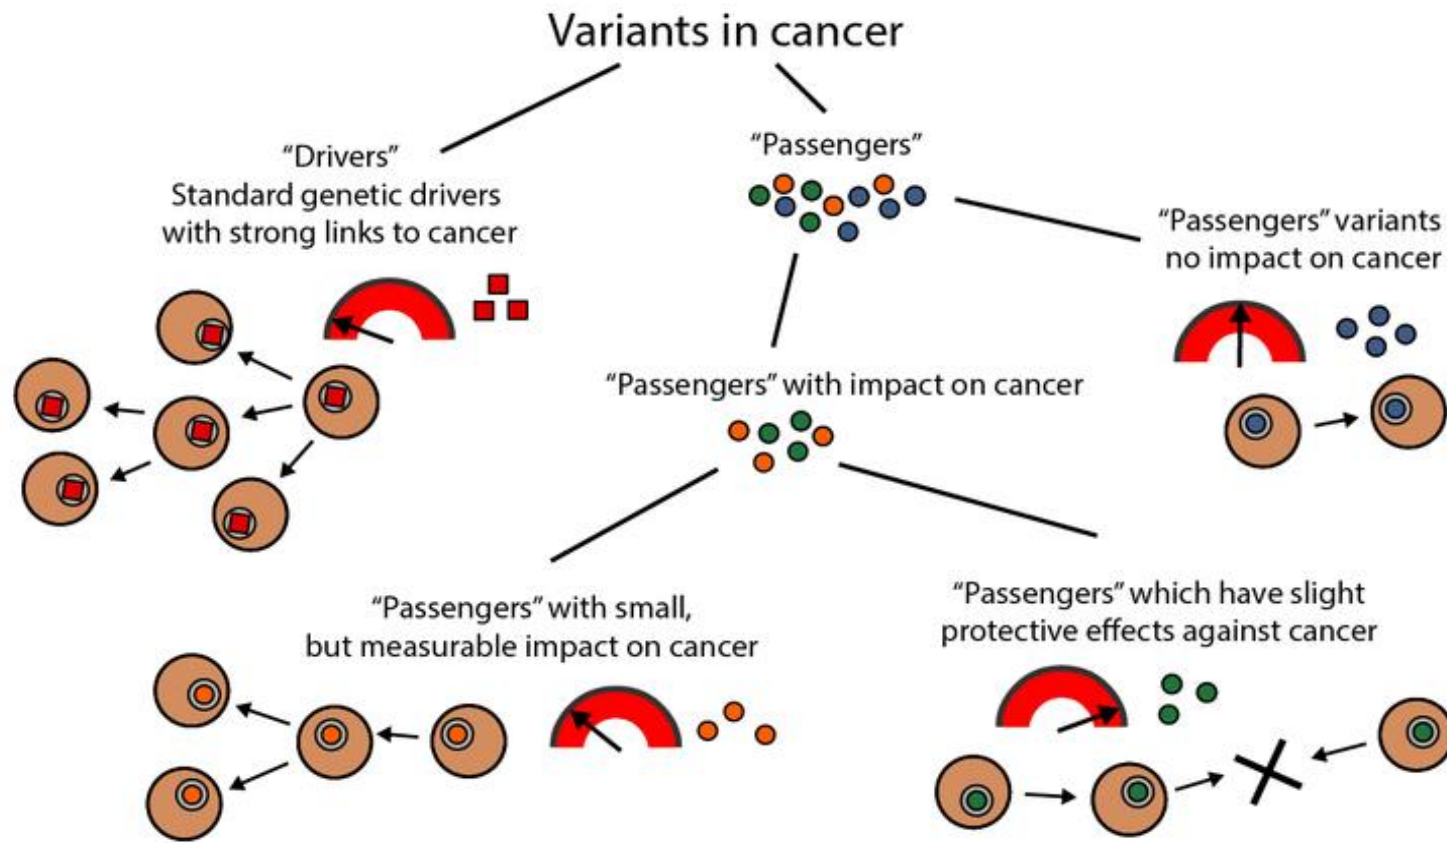 Variants in cancer
“Drivers”
Standard genetic drivers
with strong links to cancer
“Passengers”
“Passengers” variants
no impact on cancer
“Passengers” with impact on cancer
“Passengers” with small,
but measurable impact on cancer
“Passengers” which have slight
protective effects against cancer